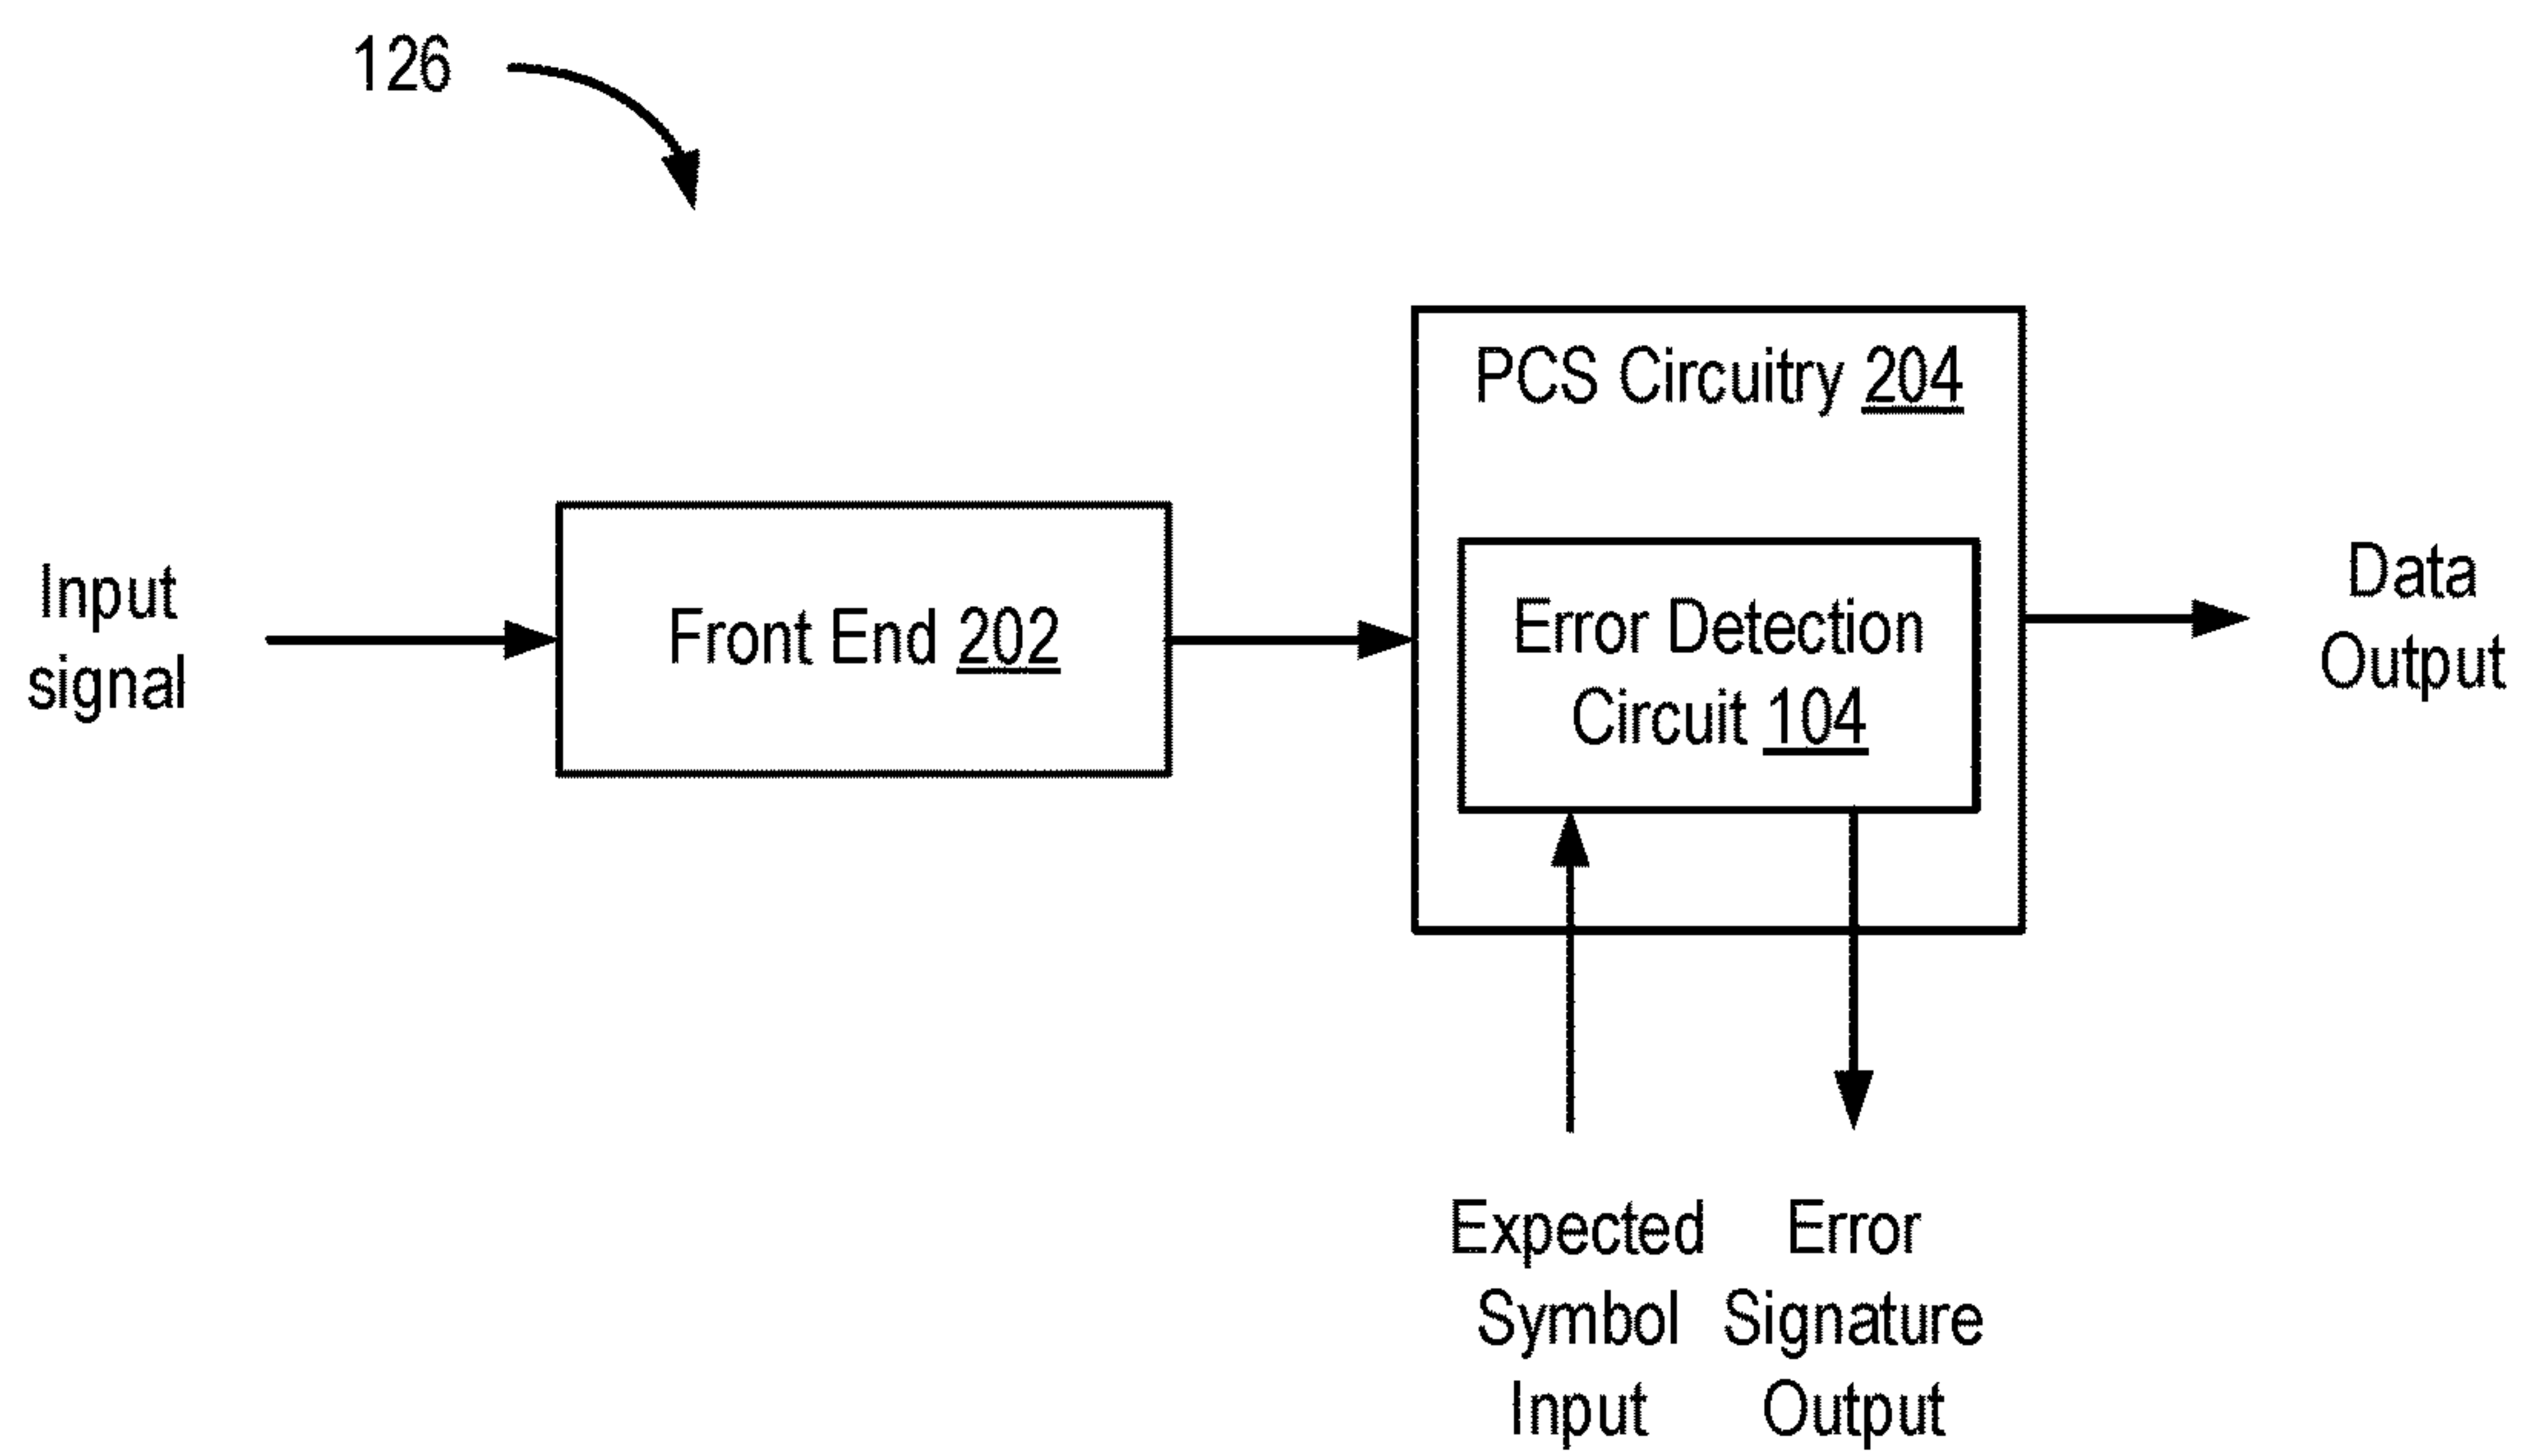 126
PCS Circuitry 204
Input
signal
Front End 202
Error Detection
Circuit 104
Data
Output
Expected
Symbol
Input
Error
Signature
Output